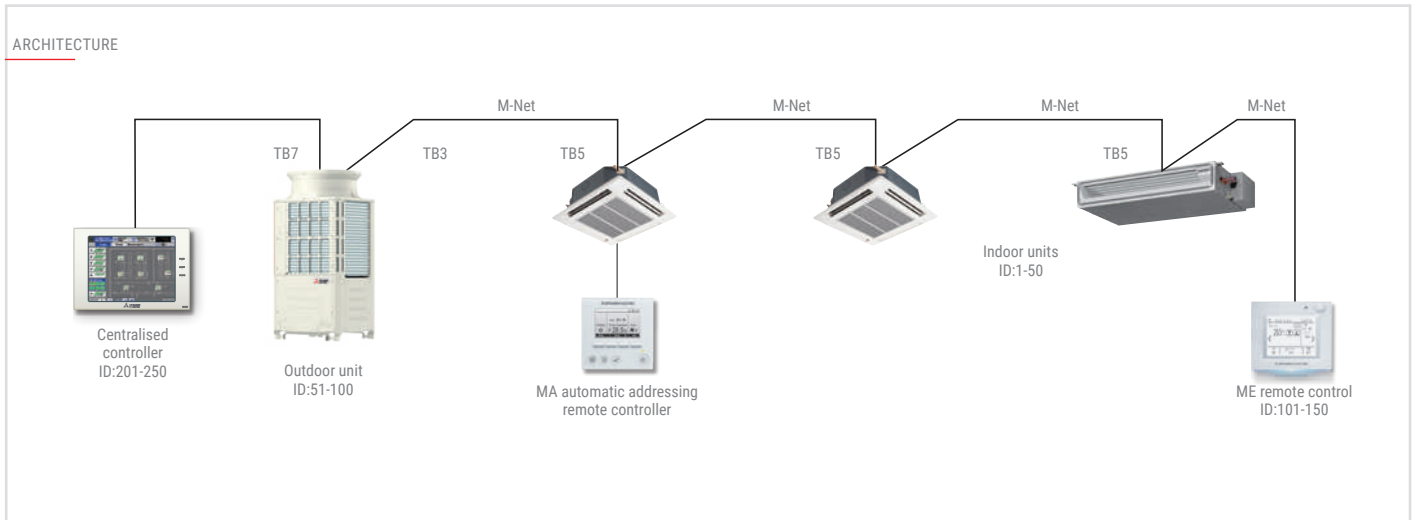 ARCHITECTURE
M-Net
M-Net
M-Net
M-Net
TB7
TB3
TB5
TB5
TB5
Indoor units
ID:1-50
Centralised
controller
ID:201-250
Outdoor unit
ID:51-100
MA automatic addressing
remote controller
ME remote control
ID:101-150